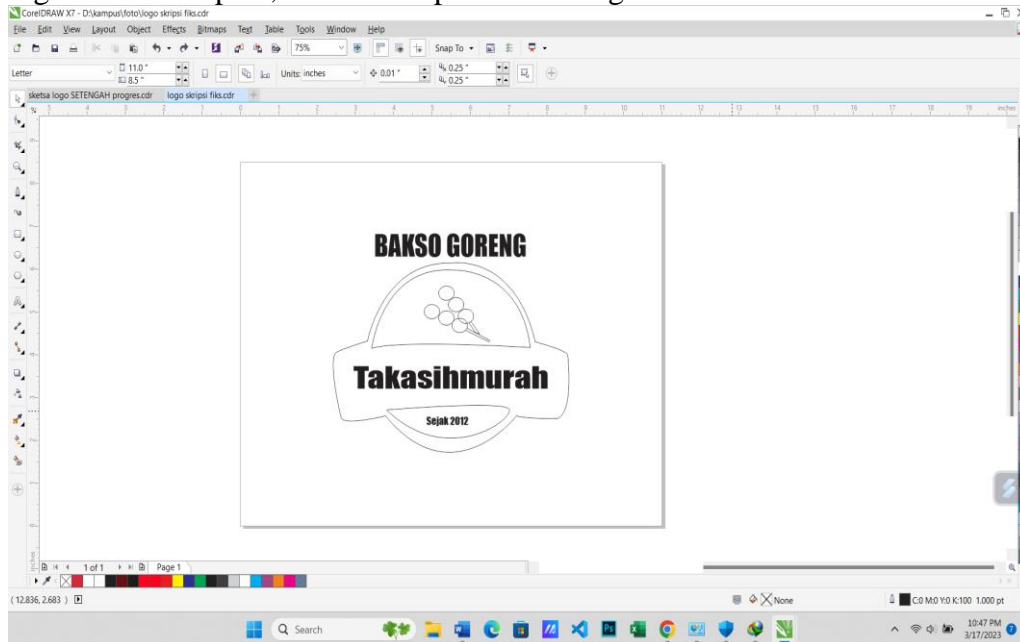 CorelDRAW X7 - D:\kampus\foto\logo skripsi fiks.cdr
File Edit View Layout Object Effects Bitmaps Text Table Tools Window Help
75% Snap To
Letter 11.0 " 8.5 " Units: inches 0.01 " 0.25 " 0.25 "
sketsa logo SETENGAH progres.cdr logo skripsi fiks.cdr
inches
BAKSO GORENG
Takasihmurah
Sejak 2012
inches
1 of 1 Page 1
( 12.836, 2.683 ) None C:0 M:0 Y:0 K:100 1.000 pt
Search 10:47 PM
3/17/2023